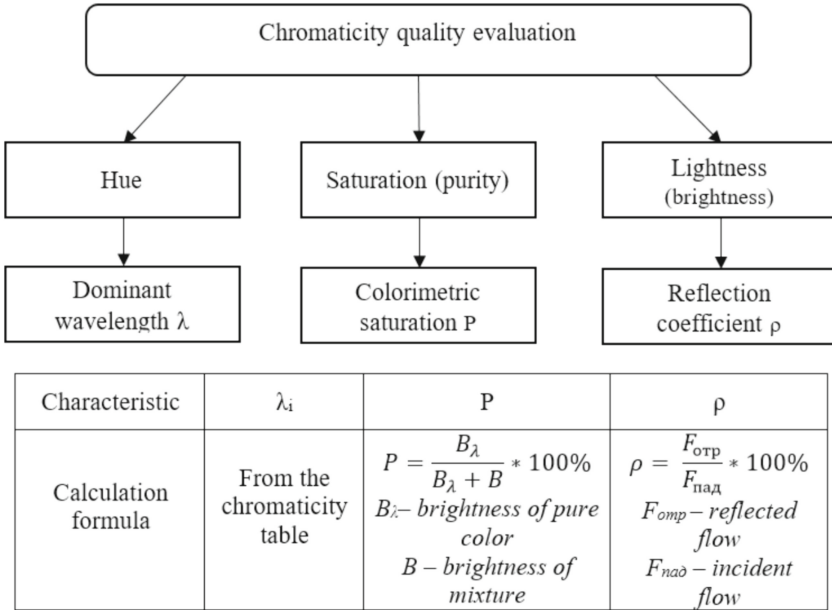 Chromaticity quality evaluation
Hue
Saturation (purity)
Lightness
(brightness)
Dominant
wavelength λ
Colorimetric
saturation P
Reflection
coefficient ρ
Characteristic
λi
P
ρ
Calculation
formula
From the
chromaticity
table
P = Bλ / (Bλ + B) * 100%
Bλ – brightness of pure
color
B – brightness of
mixture
ρ = Fотр / Fпад * 100%
Fотр – reflected
flow
Fпад – incident
flow